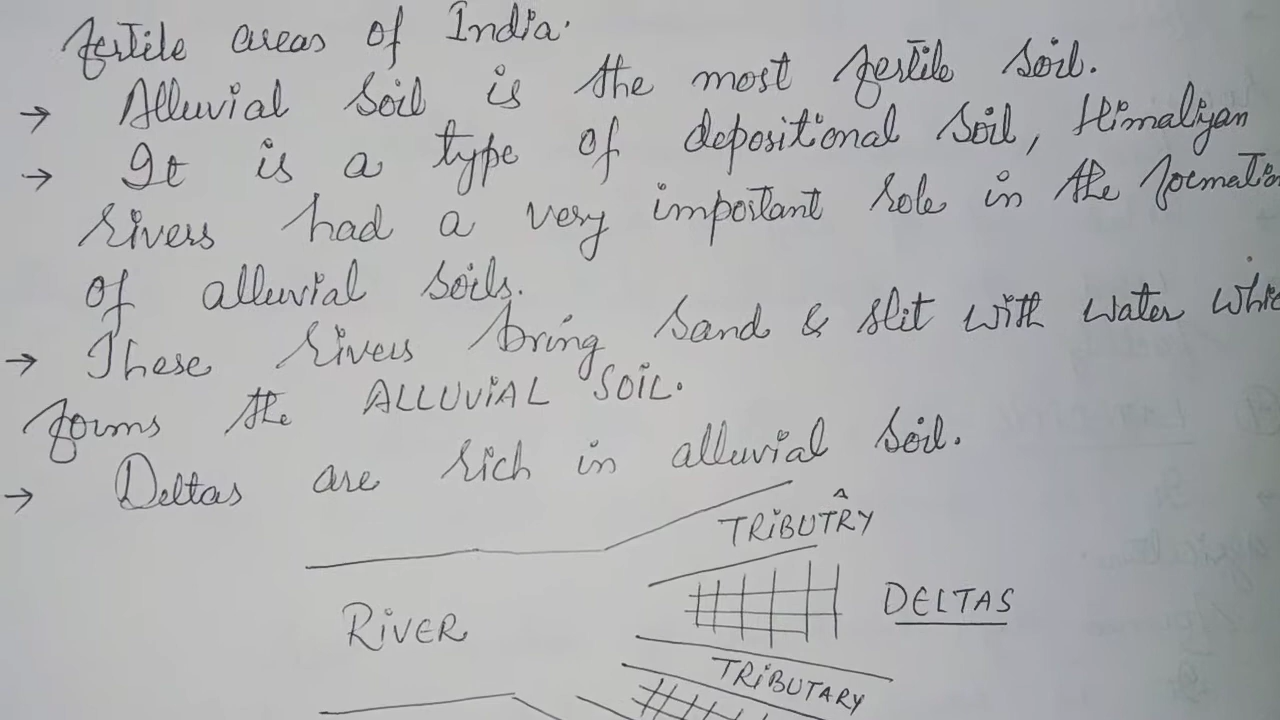 fertile areas of India.
→ Alluvial soil is the most fertile soil.
→ It is a type of depositional soil, Himaliyan
rivers had a very important role in the formation
of alluvial soils.
→ These rivers bring sand & slit with water whic
forms the ALLUVIAL SOIL.
→ Deltas are rich in alluvial soil.
TRIBUTRY
A
DELTAS
RIVER
TRIBUTARY